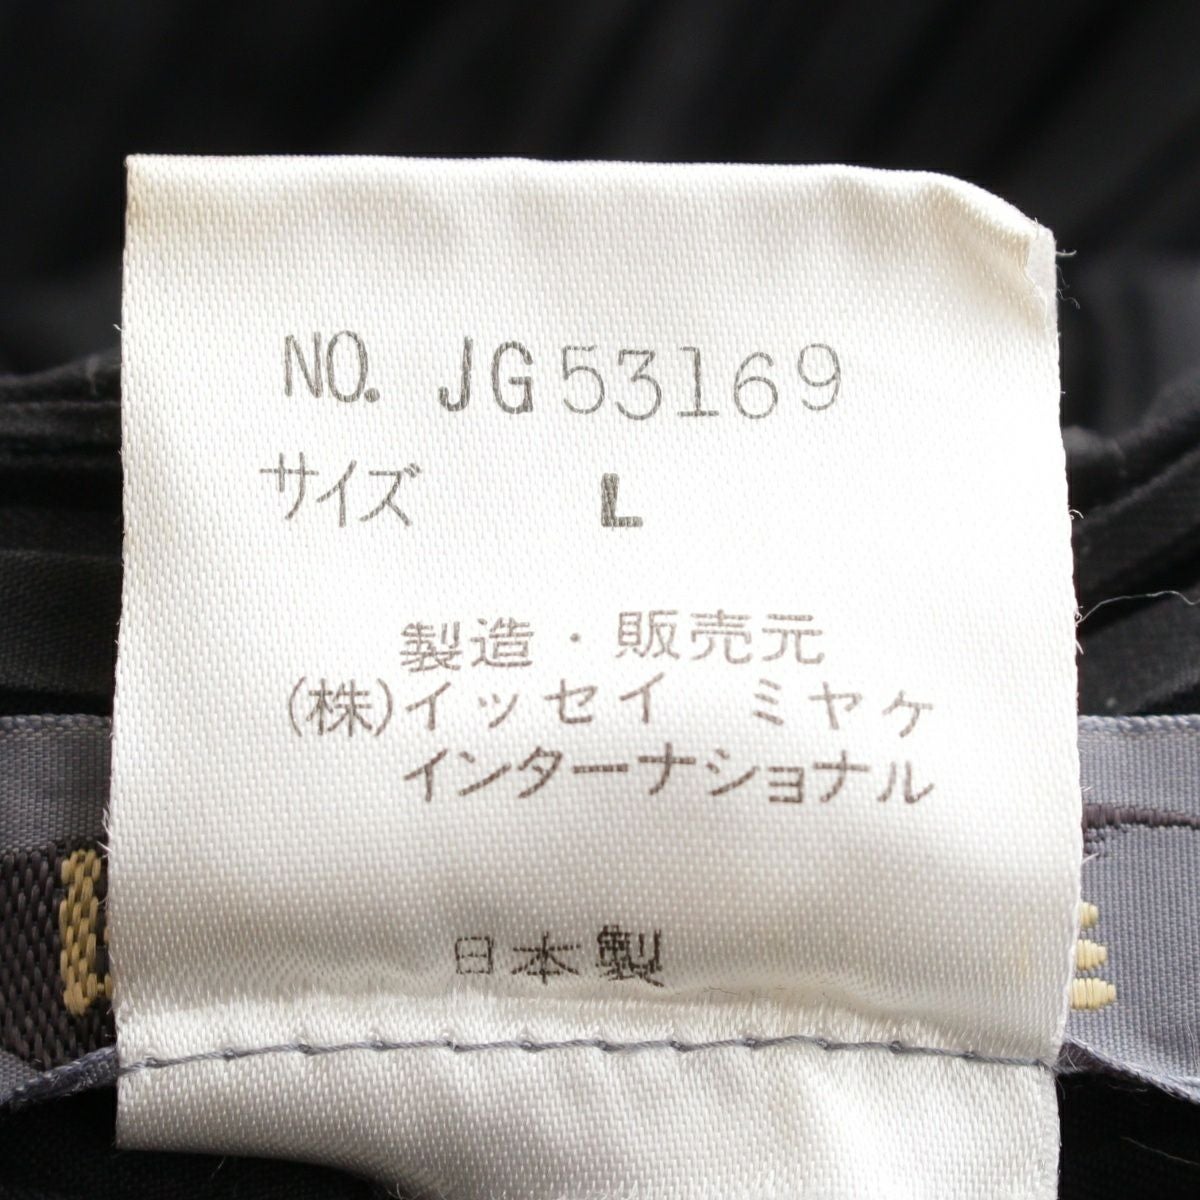 NO. JG53169
サイズ L
製造・販売元
(株)イッセイ ミヤケ
インターナショナル
日本製